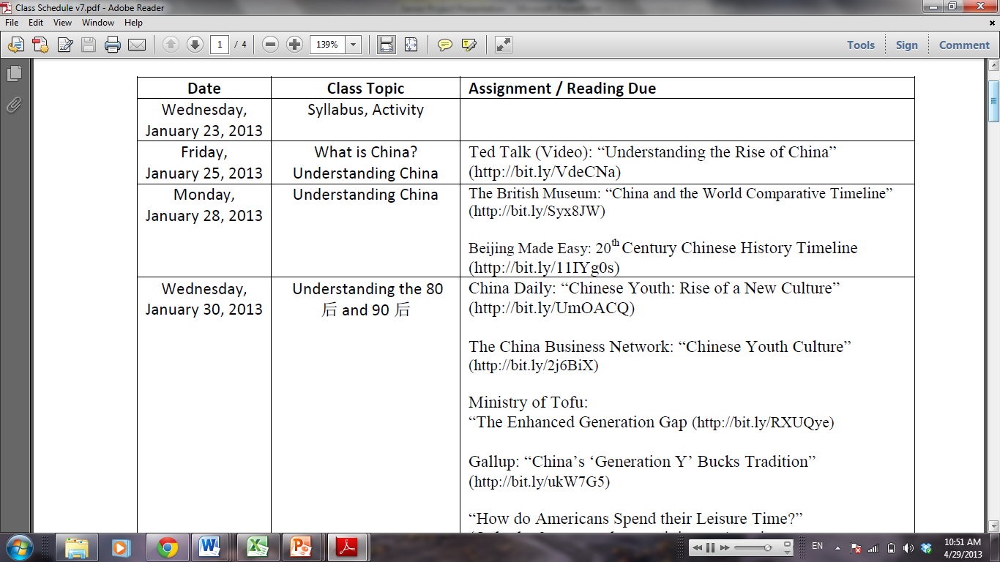 Class Schedule v7.pdf - Adobe Reader
File Edit View Window Help
1 / 4 139% Tools Sign Comment
Date Class Topic Assignment / Reading Due
Wednesday, January 23, 2013
Syllabus, Activity
Friday,
January 25, 2013
What is China?
Understanding China
Ted Talk (Video): “Understanding the Rise of China”
(http://bit.ly/VdeCNa)
Monday,
January 28, 2013
Understanding China
The British Museum: “China and the World Comparative Timeline”
(http://bit.ly/Syx8JW)
Beijing Made Easy: 20th Century Chinese History Timeline
(http://bit.ly/11IYg0s)
Wednesday,
January 30, 2013
Understanding the 80
后 and 90 后
China Daily: “Chinese Youth: Rise of a New Culture”
(http://bit.ly/UmOACQ)
The China Business Network: “Chinese Youth Culture”
(http://bit.ly/2j6BiX)
Ministry of Tofu:
“The Enhanced Generation Gap (http://bit.ly/RXUQye)
Gallup: “China’s ‘Generation Y’ Bucks Tradition”
(http://bit.ly/ukW7G5)
“How do Americans Spend their Leisure Time?”
EN
10:51 AM
4/29/2013